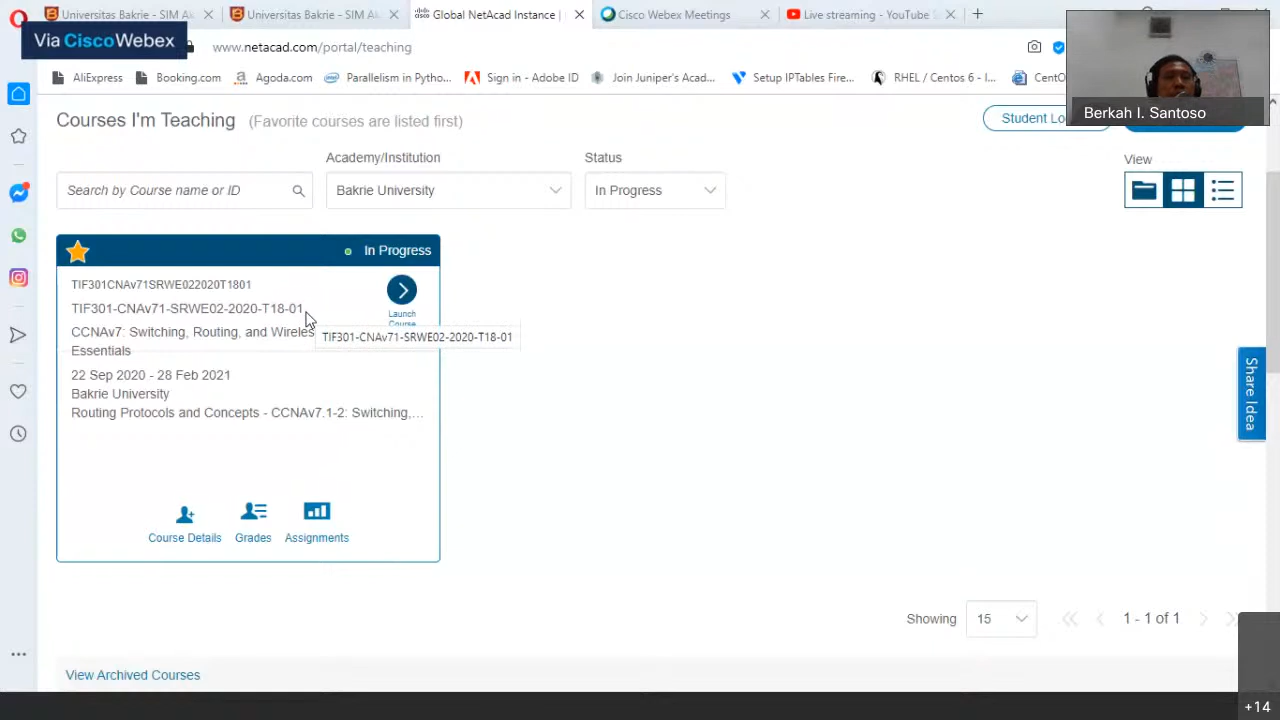 Universitas Bakrie - SIM Ak
Universitas Bakrie - SIM Ak
Global NetAcad Instance |
Cisco Webex Meetings
Live streaming - YouTube S
Via CiscoWebex
www.netacad.com/portal/teaching
AliExpress
Booking.com
Agoda.com
Parallelism in Pytho...
Sign in - Adobe ID
Join Juniper's Acad...
Setup IPTables Fire...
RHEL / Centos 6 - I...
CentO
Berkah I. Santoso
Courses I'm Teaching (Favorite courses are listed first)
Student Lo
Academy/Institution
Status
View
Search by Course name or ID
Bakrie University
In Progress
In Progress
TIF301CNAv71SRWE022020T1801
TIF301-CNAv71-SRWE02-2020-T18-01
Launch
Course
CCNAv7: Switching, Routing, and Wireles
Essentials
TIF301-CNAv71-SRWE02-2020-T18-01
22 Sep 2020 - 28 Feb 2021
Bakrie University
Routing Protocols and Concepts - CCNAv7.1-2: Switching,...
Share Idea
Course Details
Grades
Assignments
Showing
15
1 - 1 of 1
View Archived Courses
+14